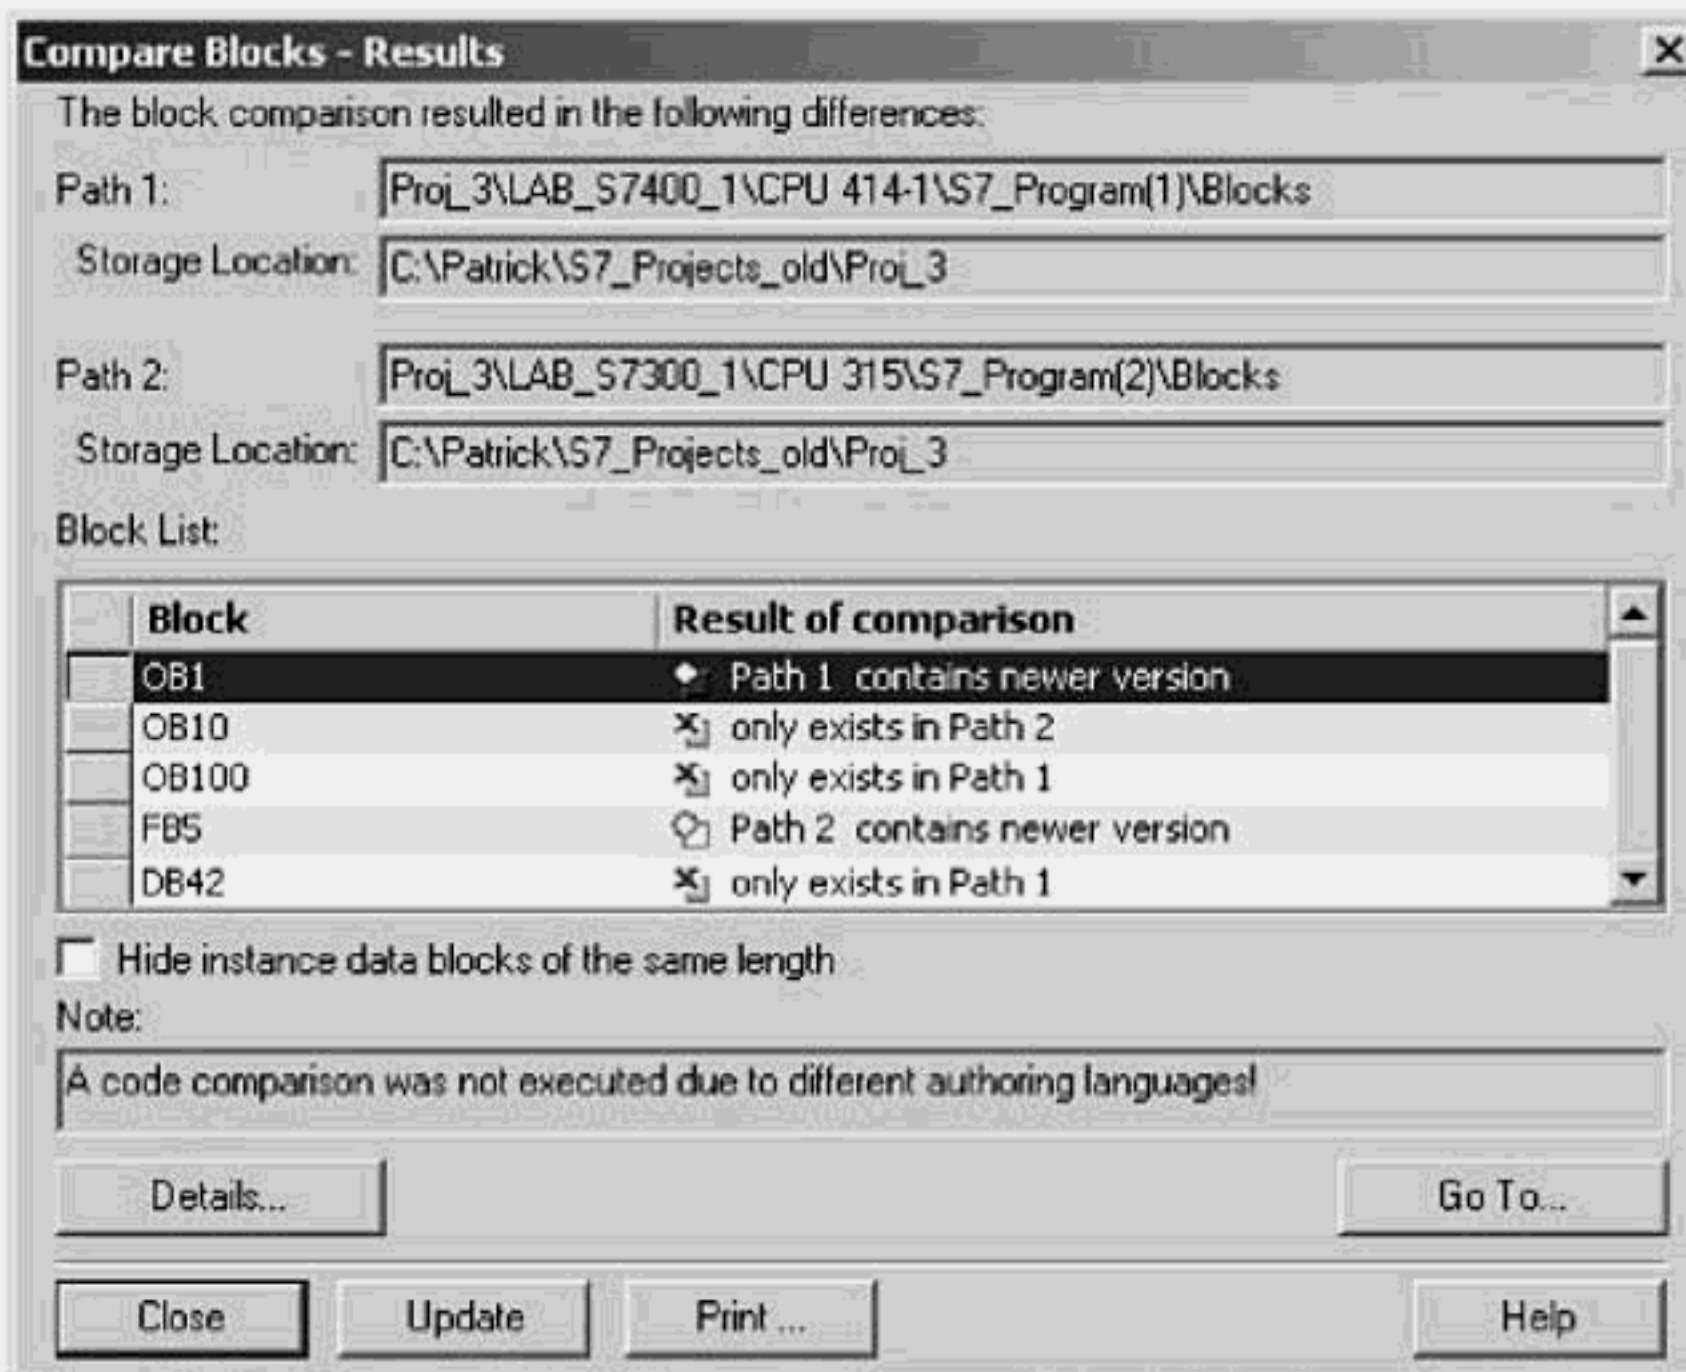 Compare Blocks - Results
The block comparison resulted in the following differences:
Path 1: Proj_3\LAB_S7400_1\CPU 414-1\S7_Program(1)\Blocks
Storage Location: C:\Patrick\S7_Projects_old\Proj_3
Path 2: Proj_3\LAB_S7300_1\CPU 315\S7_Program(2)\Blocks
Storage Location: C:\Patrick\S7_Projects_old\Proj_3
Block List:
Block Result of comparison
OB1 Path 1 contains newer version
OB10 only exists in Path 2
OB100 only exists in Path 1
FB5 Path 2 contains newer version
DB42 only exists in Path 1
Hide instance data blocks of the same length
Note:
A code comparison was not executed due to different authoring languages!
Details... Go To...
Close Update Print ... Help